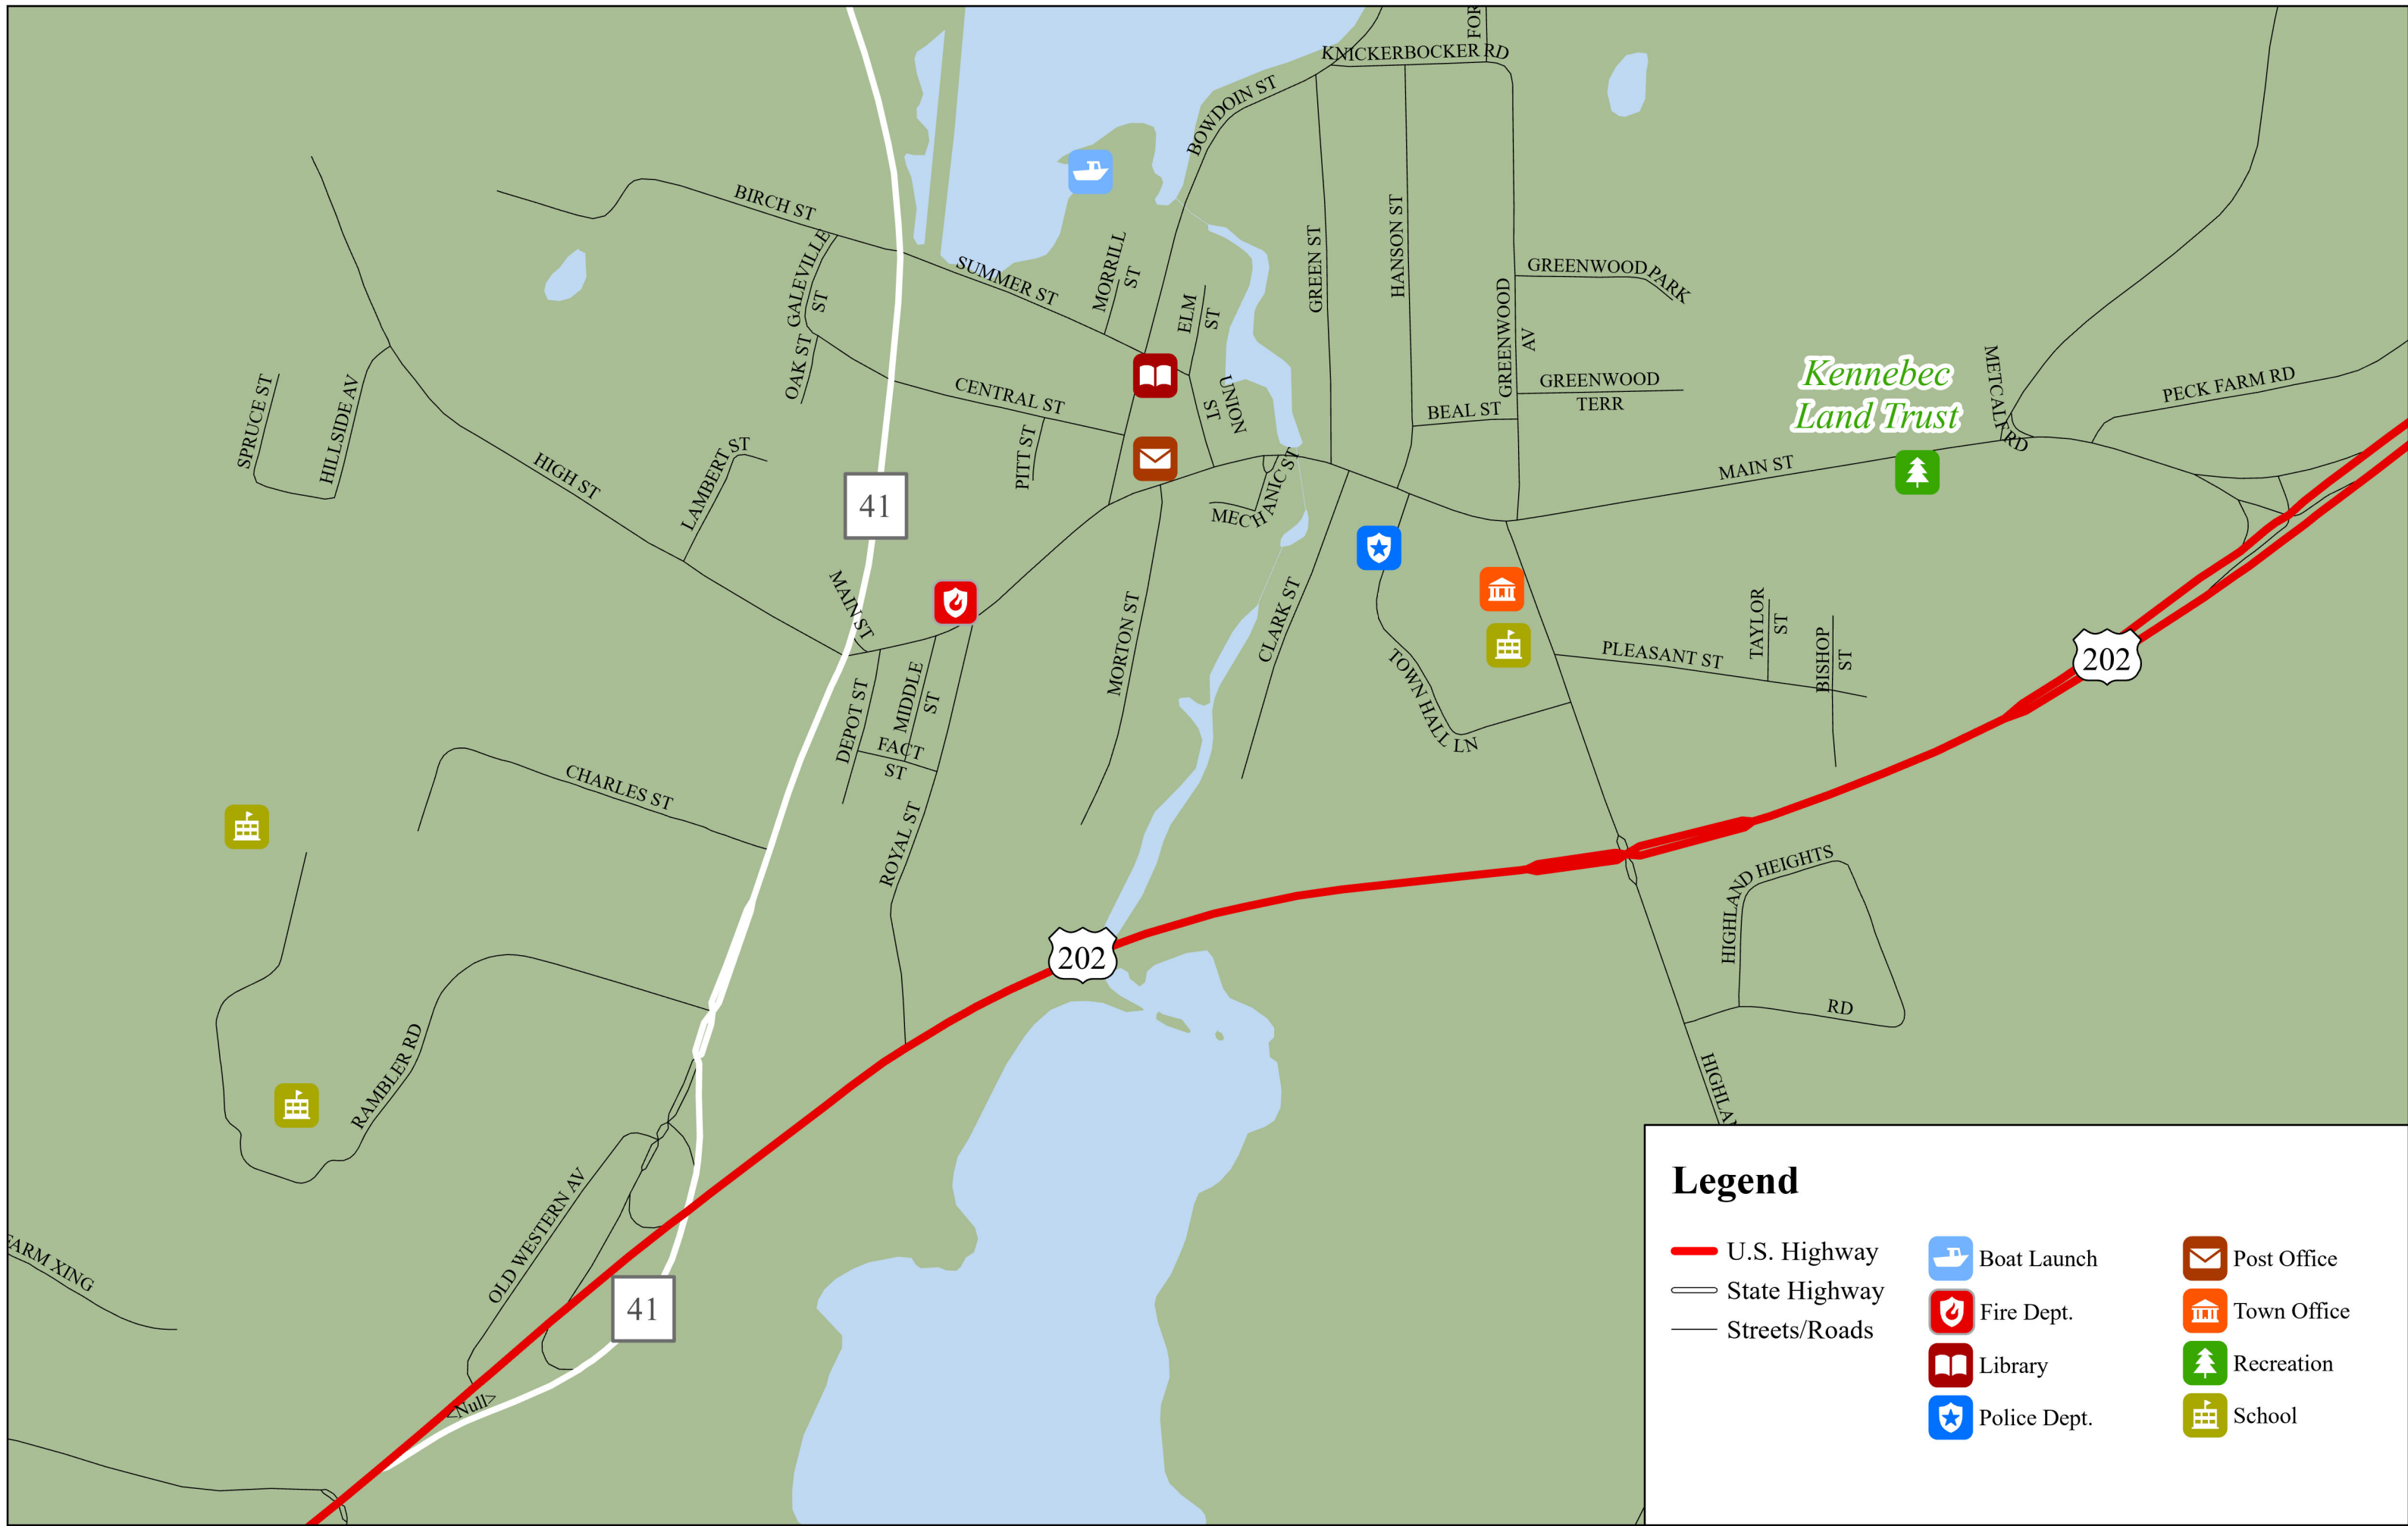 FOR
KNICKERBOCKER RD
BOWDOIN ST
BIRCH ST
GALEVILLE
ST
SUMMER ST
MORRILL
ST
ELM
ST
GREEN ST
HANSON ST
GREENWOOD PARK
GREENWOOD
AV
OAK ST
CENTRAL ST
UNION
ST
GREENWOOD
TERR
BEAL ST
Kennebec
Land Trust
METCALF RD
PECK FARM RD
SPRUCE ST
HILLSIDE AV
HIGH ST
LAMBERT ST
PITT ST
MAIN ST
MECHANIC ST
41
MAIN ST
MORTON ST
CLARK ST
TOWN HALL LN
PLEASANT ST
TAYLOR
ST
BISHOP
ST
202
DEPOT ST
MIDDLE
ST
FACT
ST
CHARLES ST
ROYAL ST
HIGHLAND HEIGHTS
RD
202
RAMBLER RD
HIGHLAN
OLD WESTERN AV
FARM XING
41
<Null>
Legend
U.S. Highway
State Highway
Streets/Roads
Boat Launch
Fire Dept.
Library
Police Dept.
Post Office
Town Office
Recreation
School